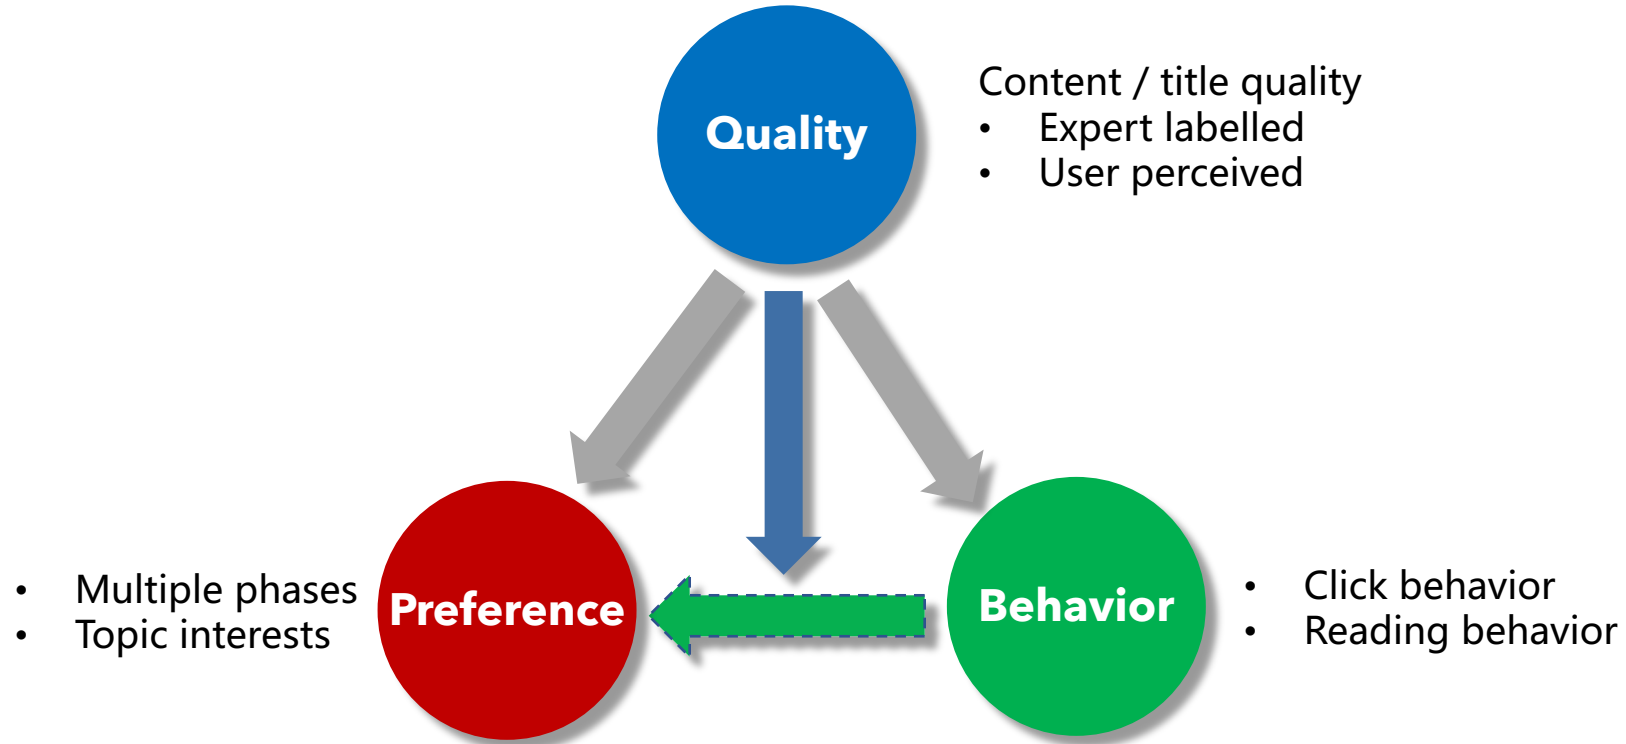 Quality
Content / title quality
• Expert labelled
• User perceived
• Multiple phases
• Topic interests
Preference
Behavior
• Click behavior
• Reading behavior